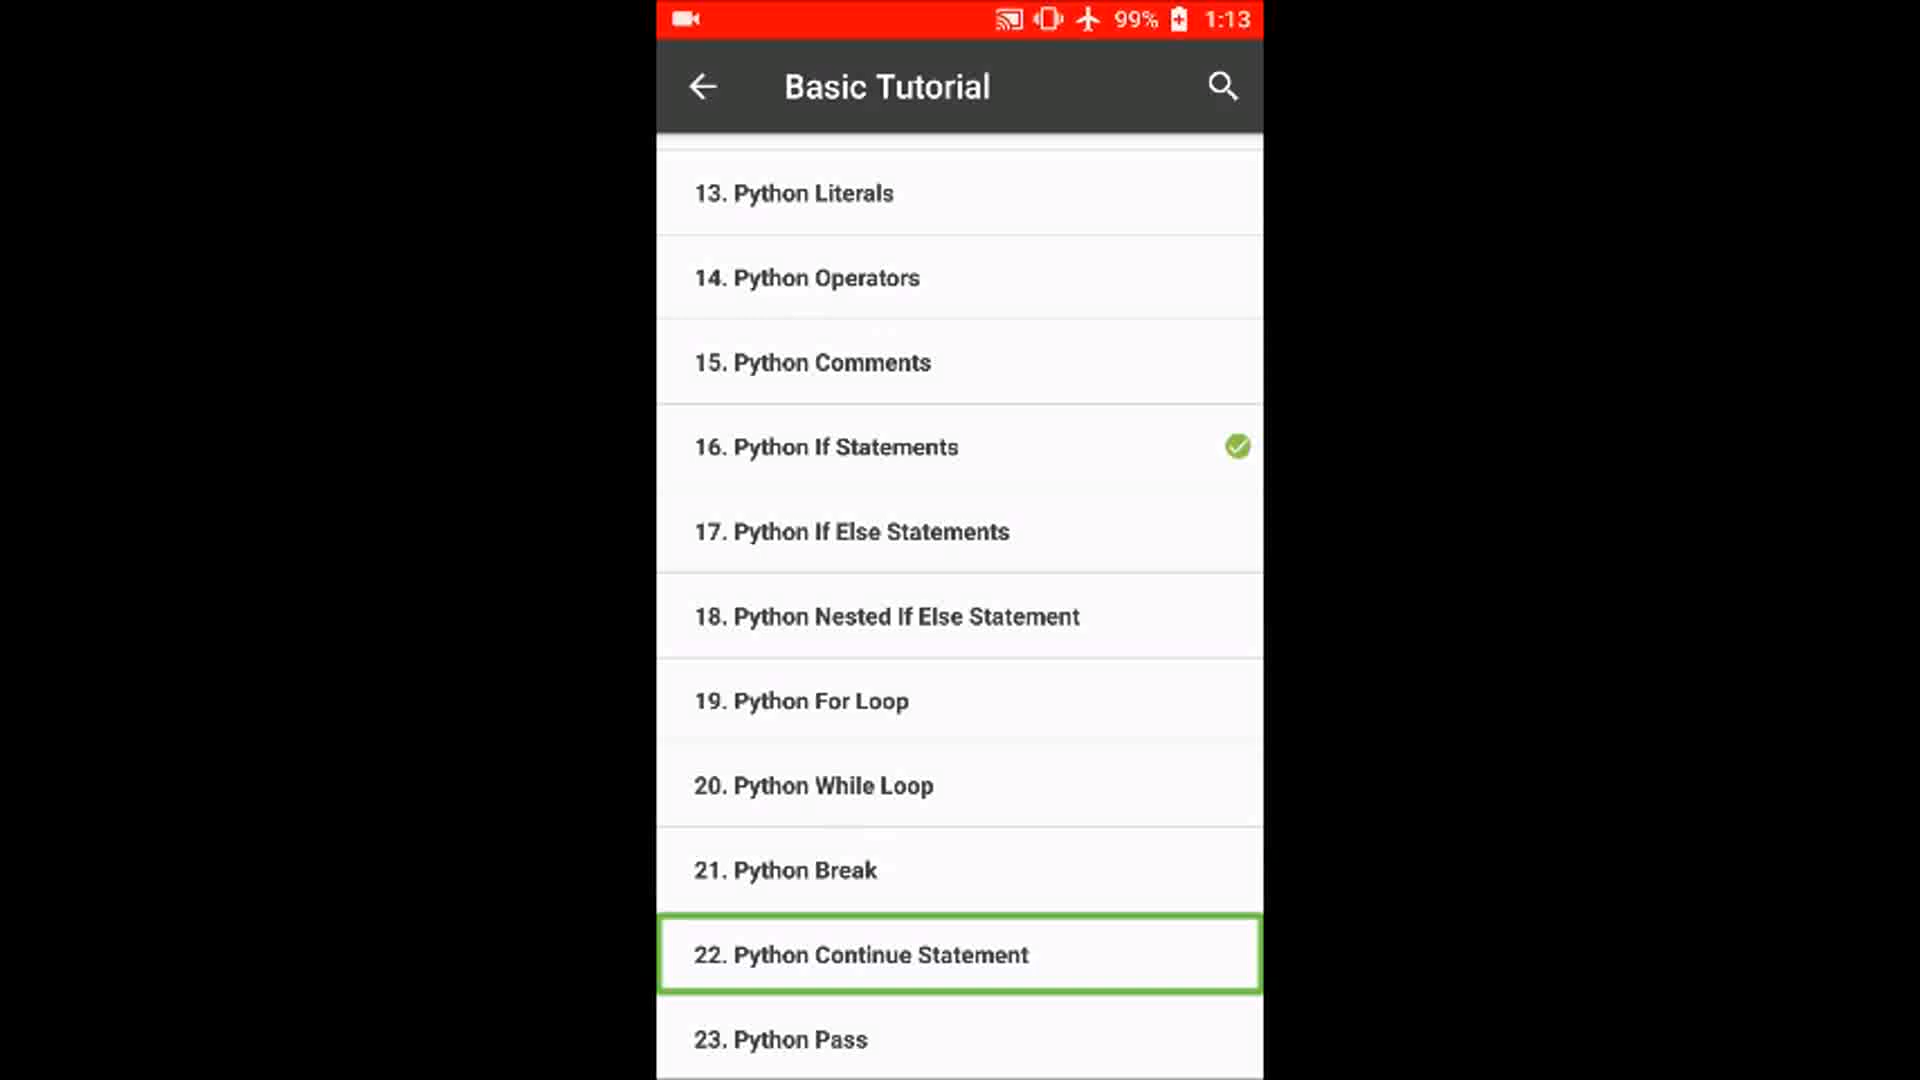 99% 1:13
Basic Tutorial
13. Python Literals
14. Python Operators
15. Python Comments
16. Python If Statements
17. Python If Else Statements
18. Python Nested If Else Statement
19. Python For Loop
20. Python While Loop
21. Python Break
22. Python Continue Statement
23. Python Pass